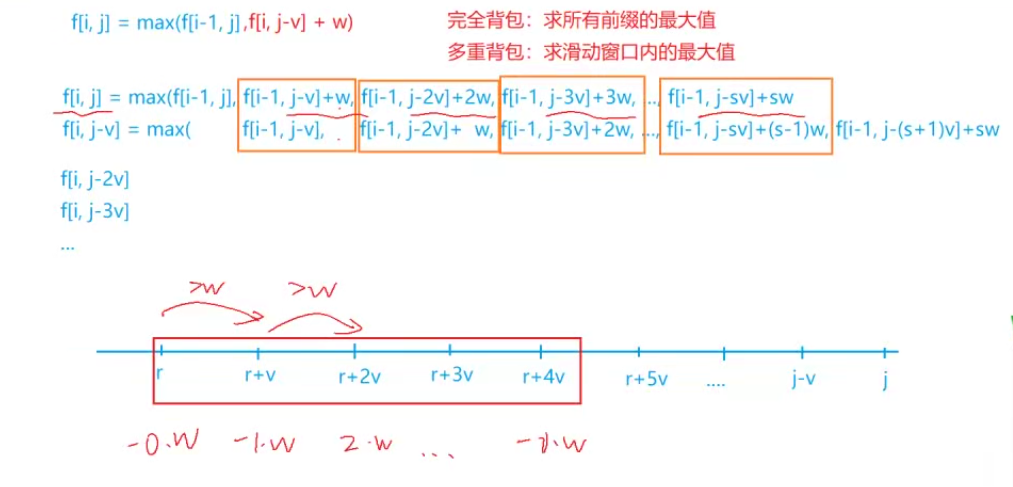 f[i, j] = max(f[i-1, j],f[i, j-v] + w)
完全背包：求所有前缀的最大值
多重背包：求滑动窗口内的最大值
f[i, j] = max(f[i-1, j], f[i-1, j-v]+w, f[i-1, j-2v]+2w, f[i-1, j-3v]+3w, .., f[i-1, j-sv]+sw
f[i, j-v] = max( f[i-1, j-v], f[i-1, j-2v]+ w, f[i-1, j-3v]+2w, ..., f[i-1, j-sv]+(s-1)w, f[i-1, j-(s+1)v]+sw
f[i, j-2v]
f[i, j-3v]
...
>w >w
r r+v r+2v r+3v r+4v r+5v .... j-v j
-0·w -1·w 2·w ...